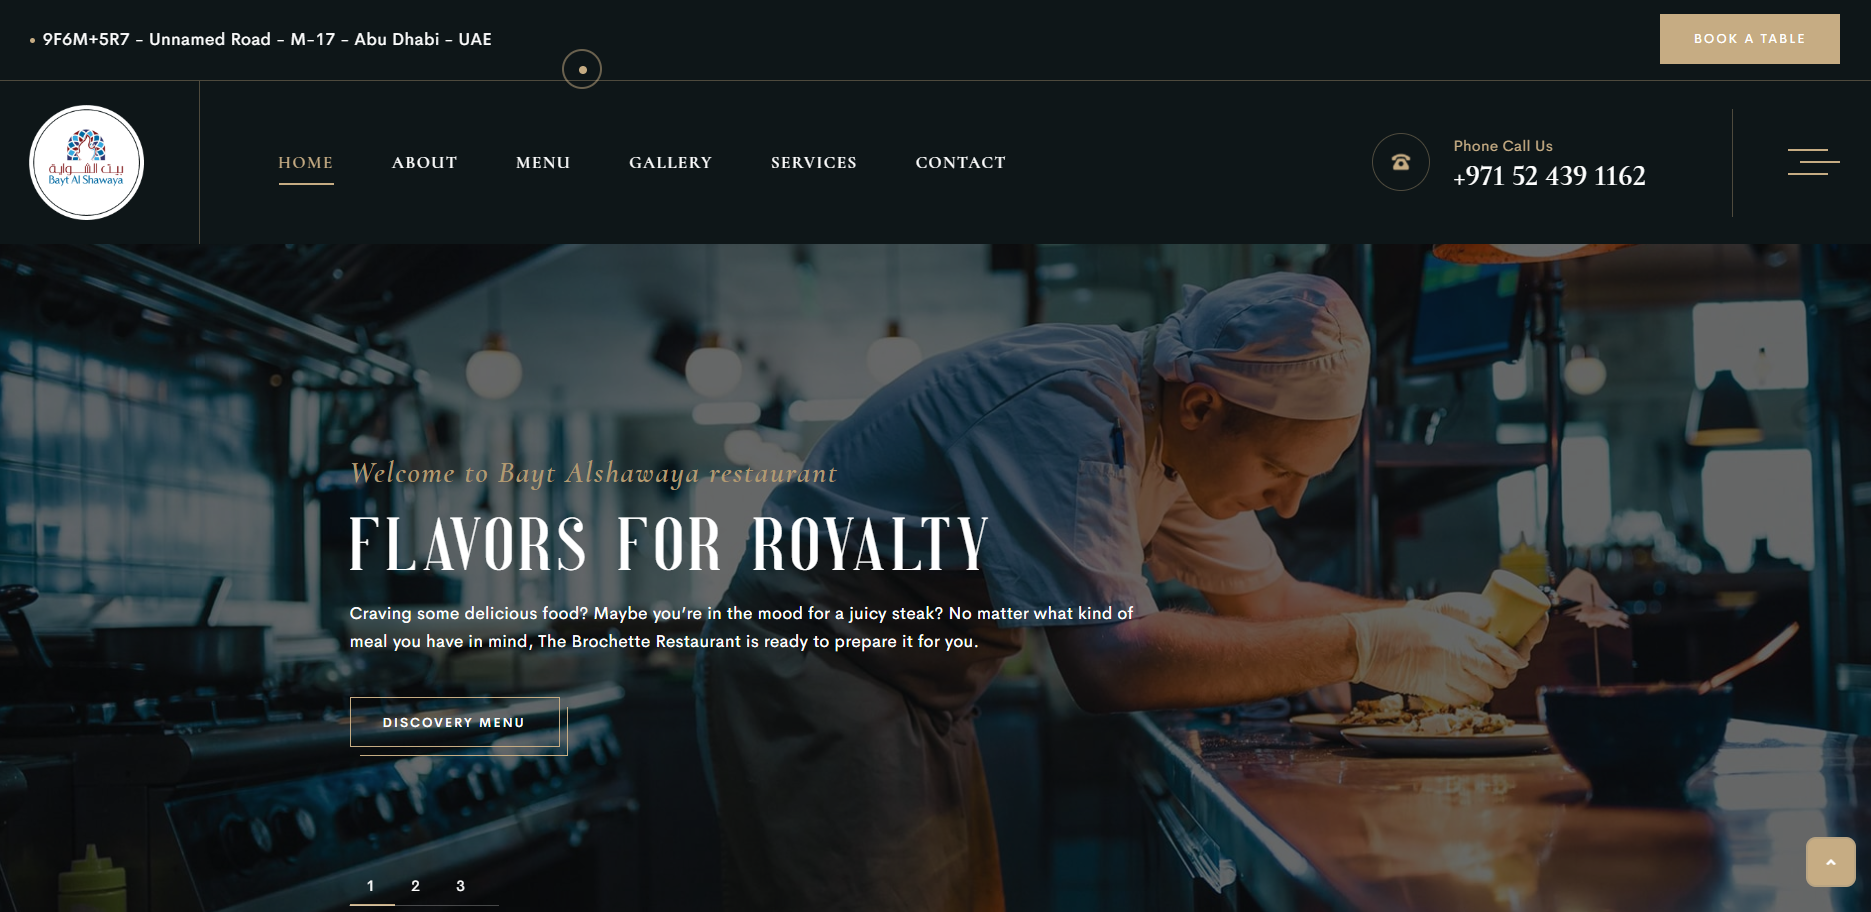 9F6M+5R7 - Unnamed Road - M-17 - Abu Dhabi - UAE
BOOK A TABLE
بيت الشـواية
Bayt Al Shawaya
HOME
ABOUT
MENU
GALLERY
SERVICES
CONTACT
Phone Call Us
+971 52 439 1162
Welcome to Bayt Alshawaya restaurant
FLAVORS FOR ROYALTY
Craving some delicious food? Maybe you're in the mood for a juicy steak? No matter what kind of
meal you have in mind, The Brochette Restaurant is ready to prepare it for you.
DISCOVERY MENU
1 2 3